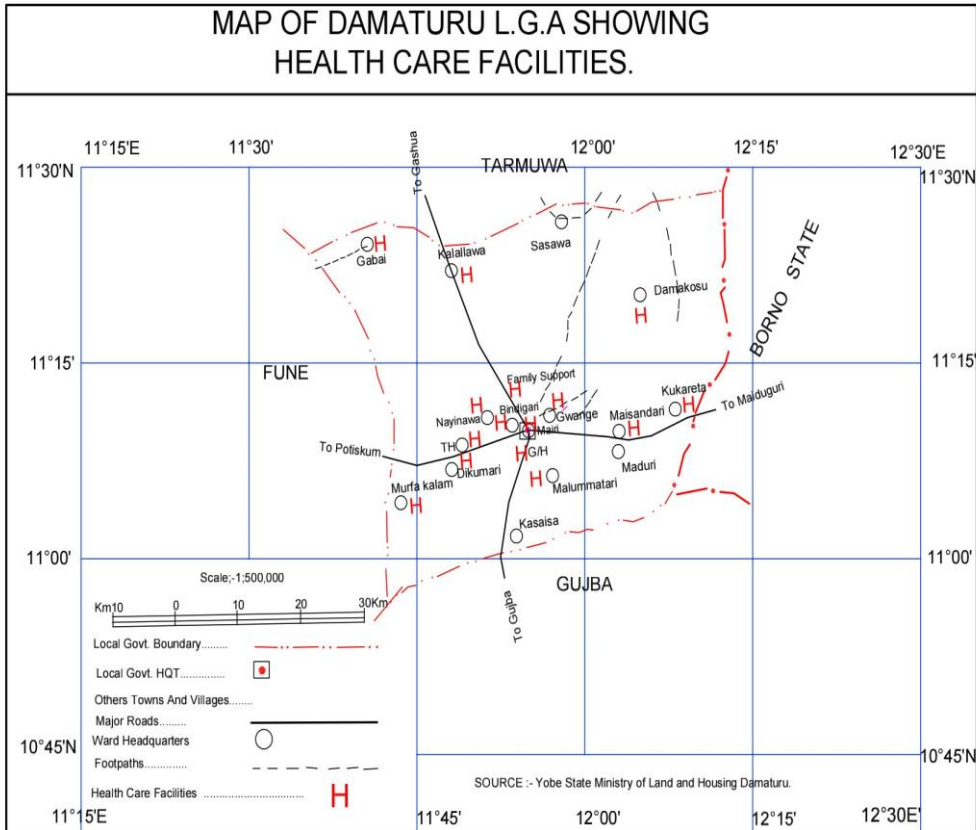 MAP OF DAMATURU L.G.A SHOWING
HEALTH CARE FACILITIES.
11°15'E
11°30'
12°00'
12°15'
12°30'E
11°30'N
To Gashua
TARMUWA
11°30'N
Sasawa
Gabai
H
Kalallawa
H
BORNO STATE
Damakosu
H
11°15'
FUNE
11°15'
Family Support
H
Kukareta
H
To Maiduguri
H
Nayinawa
Bindigari
H
H
Gwange
H
Mairi
Maisandari
H
To Potiskum
TH
H
H
Dikumari
H
G/H
Maduri
Murfa kalam
H
H
Malummatari
Kasaisa
11°00'
11°00'
GUJBA
To Gujba
Scale;-1:500,000
Km10 0 10 20 30Km
Local Govt. Boundary........
Local Govt. HQT..............
Others Towns And Villages......
Major Roads.........
Ward Headquarters
Footpaths..............
Health Care Facilities ................................. H
10°45'N
10°45'N
SOURCE :- Yobe State Ministry of Land and Housing Damaturu.
11°15'E
11°45'
12°00'
12°15'
12°30'E'